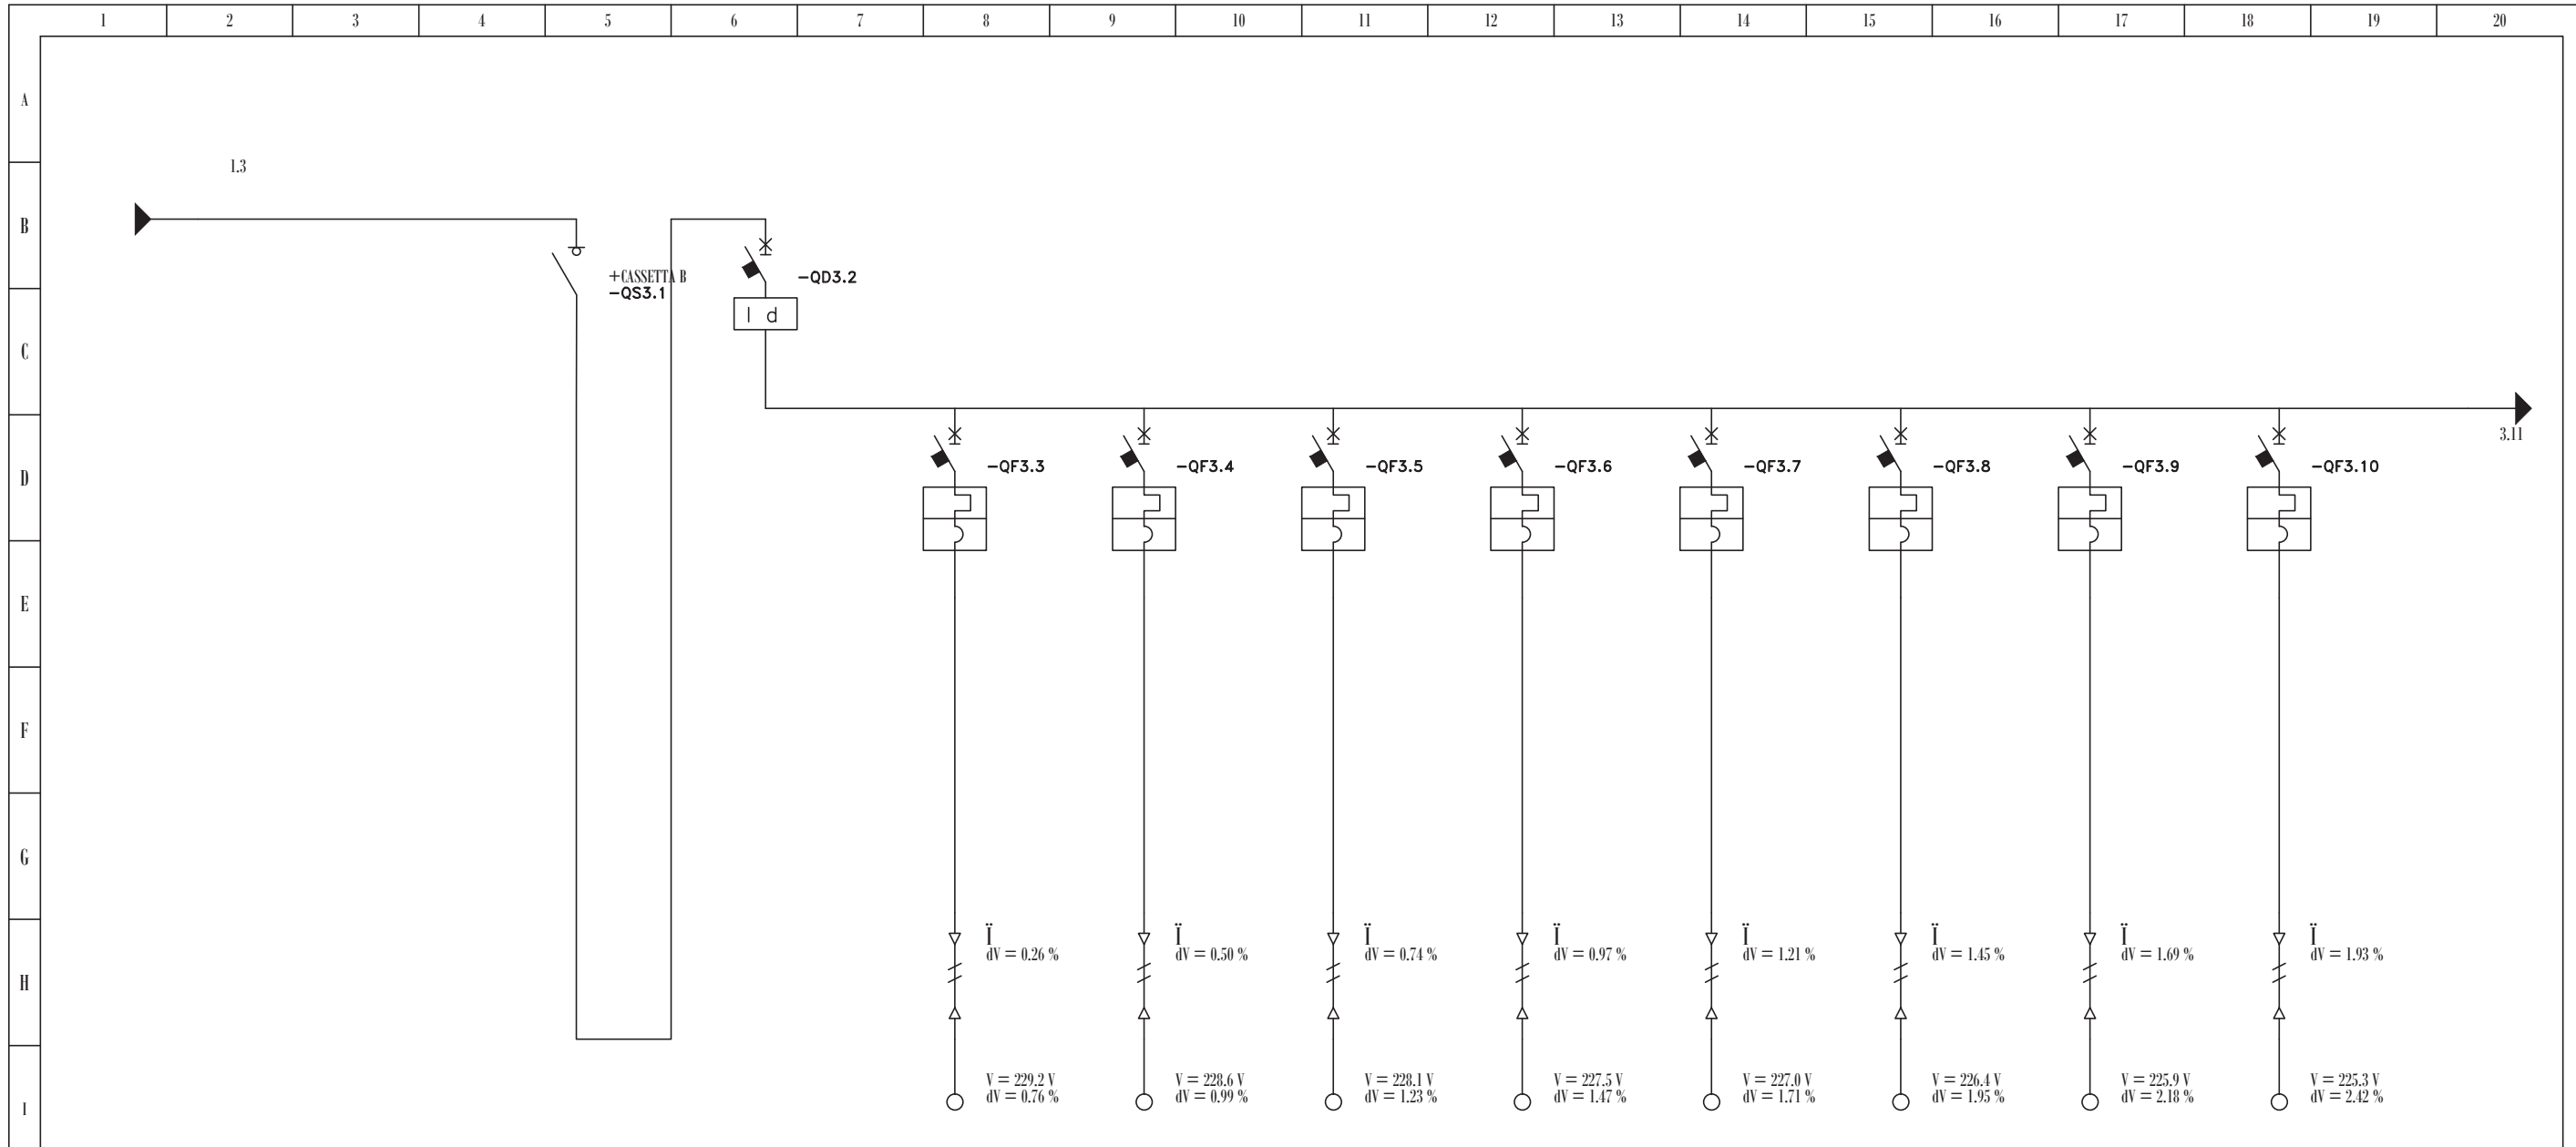 1 2 3 4 5 6 7 8 9 10 11 12 13 14 15 16 17 18 19 20
A
1.3
B
+CASSETTA B
-QS3.1
-QD3.2
I d
C
3.11
D
-QF3.3 -QF3.4 -QF3.5 -QF3.6 -QF3.7 -QF3.8 -QF3.9 -QF3.10
E
F
G
Ï Ï Ï Ï Ï Ï Ï Ï
dV = 0.26 % dV = 0.50 % dV = 0.74 % dV = 0.97 % dV = 1.21 % dV = 1.45 % dV = 1.69 % dV = 1.93 %
H
V = 229.2 V V = 228.6 V V = 228.1 V V = 227.5 V V = 227.0 V V = 226.4 V V = 225.9 V V = 225.3 V
dV = 0.76 % dV = 0.99 % dV = 1.23 % dV = 1.47 % dV = 1.71 % dV = 1.95 % dV = 2.18 % dV = 2.42 %
I